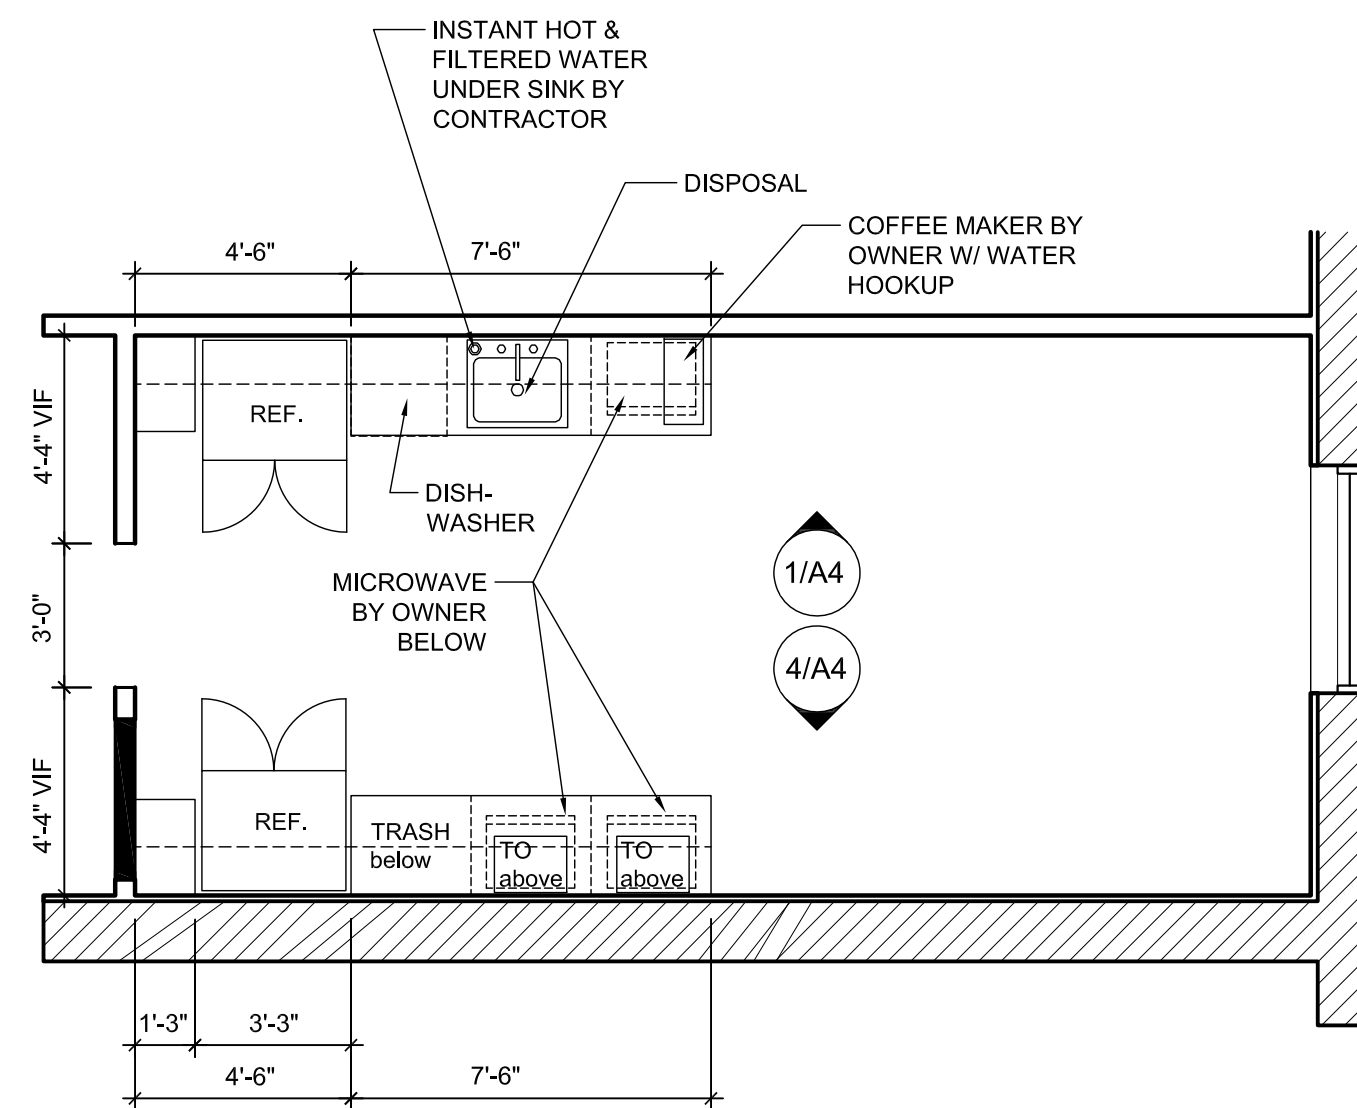 INSTANT HOT &
FILTERED WATER
UNDER SINK BY
CONTRACTOR
DISPOSAL
COFFEE MAKER BY
OWNER W/ WATER
HOOKUP
4'-6"
7'-6"
4'-4" VIF
REF.
DISH-
WASHER
3'-0"
MICROWAVE
BY OWNER
BELOW
1/A4
4/A4
4'-4" VIF
REF.
TRASH
below
TO
above
TO
above
1'-3"
3'-3"
4'-6"
7'-6"